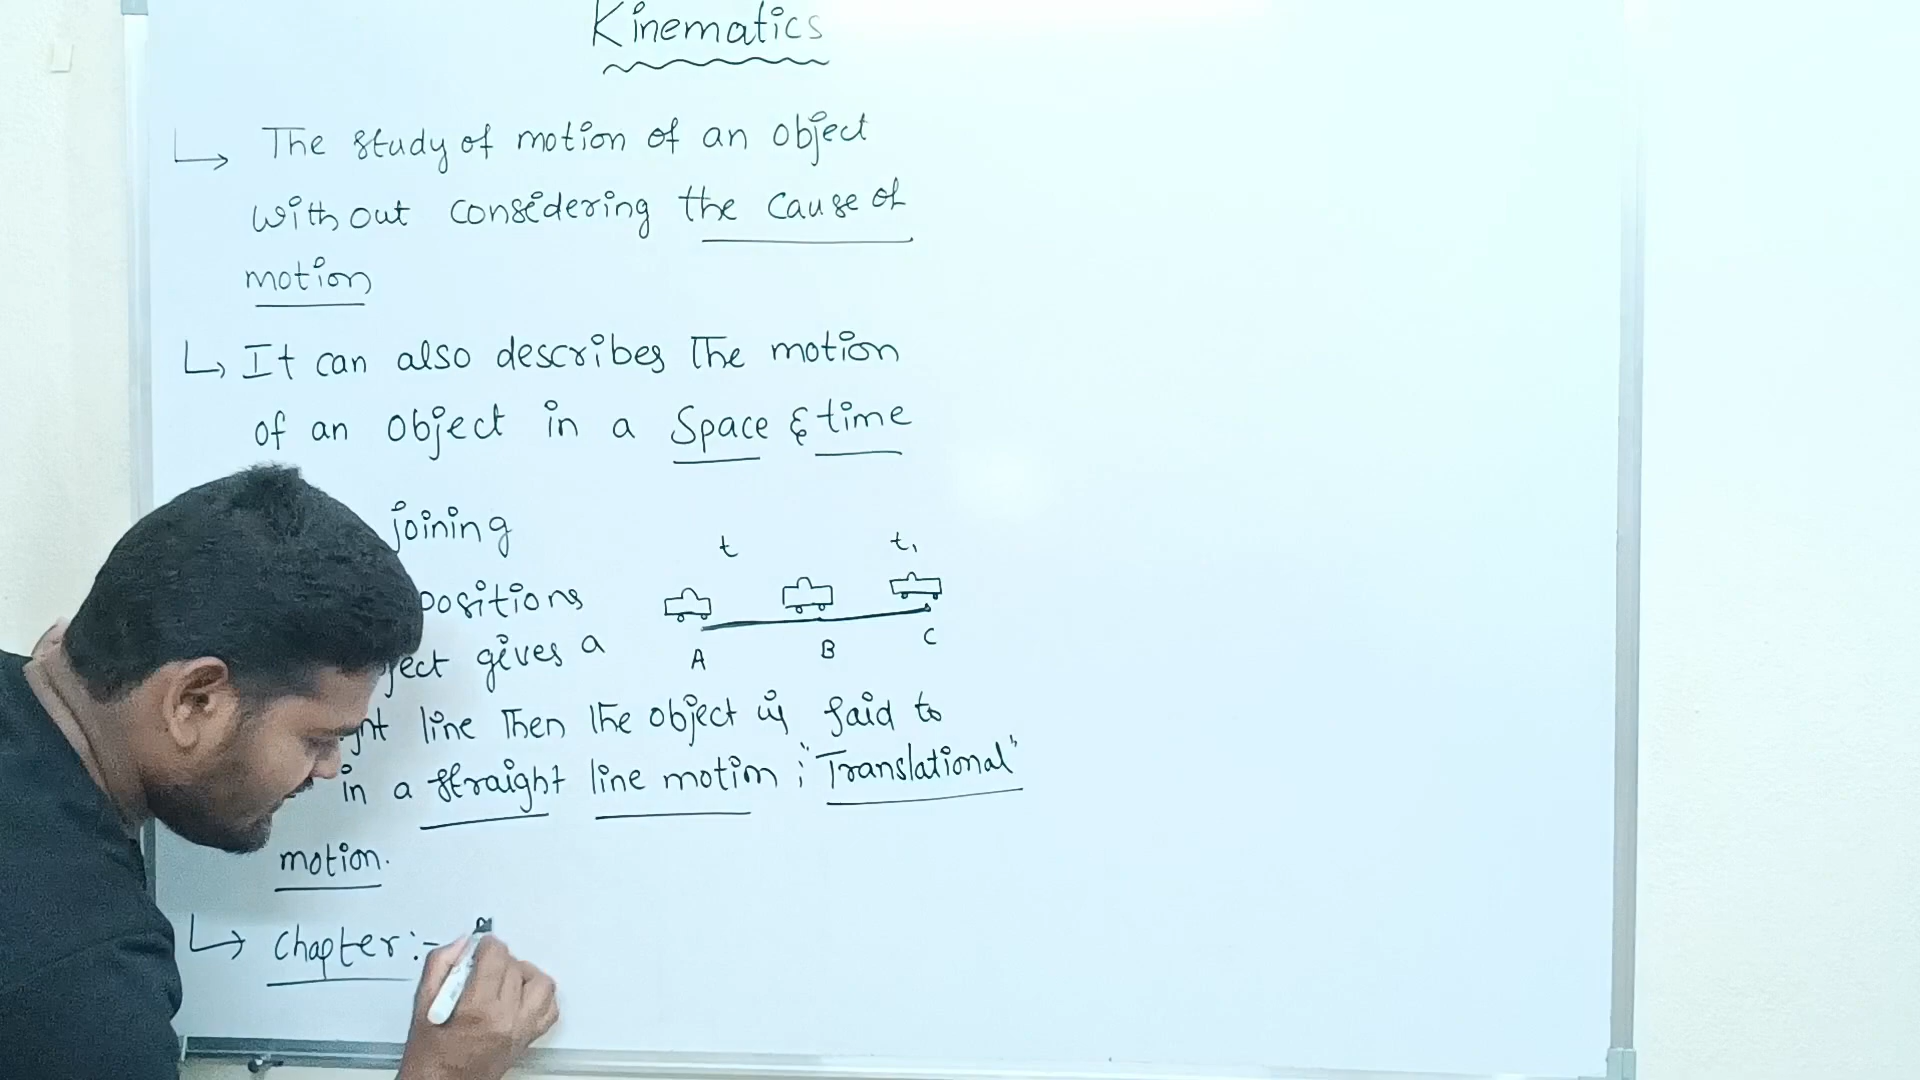 Kinematics
The study of motion of an object
without considering the cause of
motion
It can also describes The motion
of an object in a Space & time
joining
t t₁
positions
A B C
gives a
line Then the object is said to
in a straight line motion ; "Translational"
motion.
Chapter :-